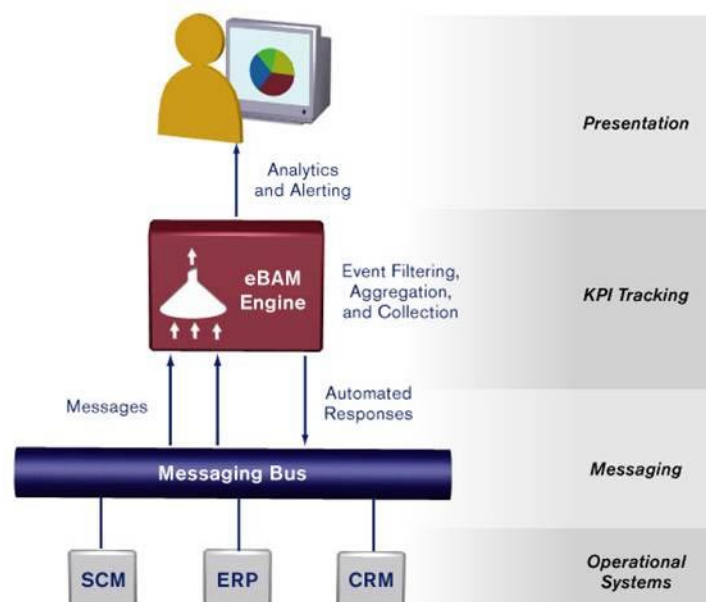 Presentation
Analytics
and Alerting
eBAM
Engine
Event Filtering,
Aggregation,
and Collection
KPI Tracking
Messages
Automated
Responses
Messaging Bus
Messaging
SCM
ERP
CRM
Operational
Systems